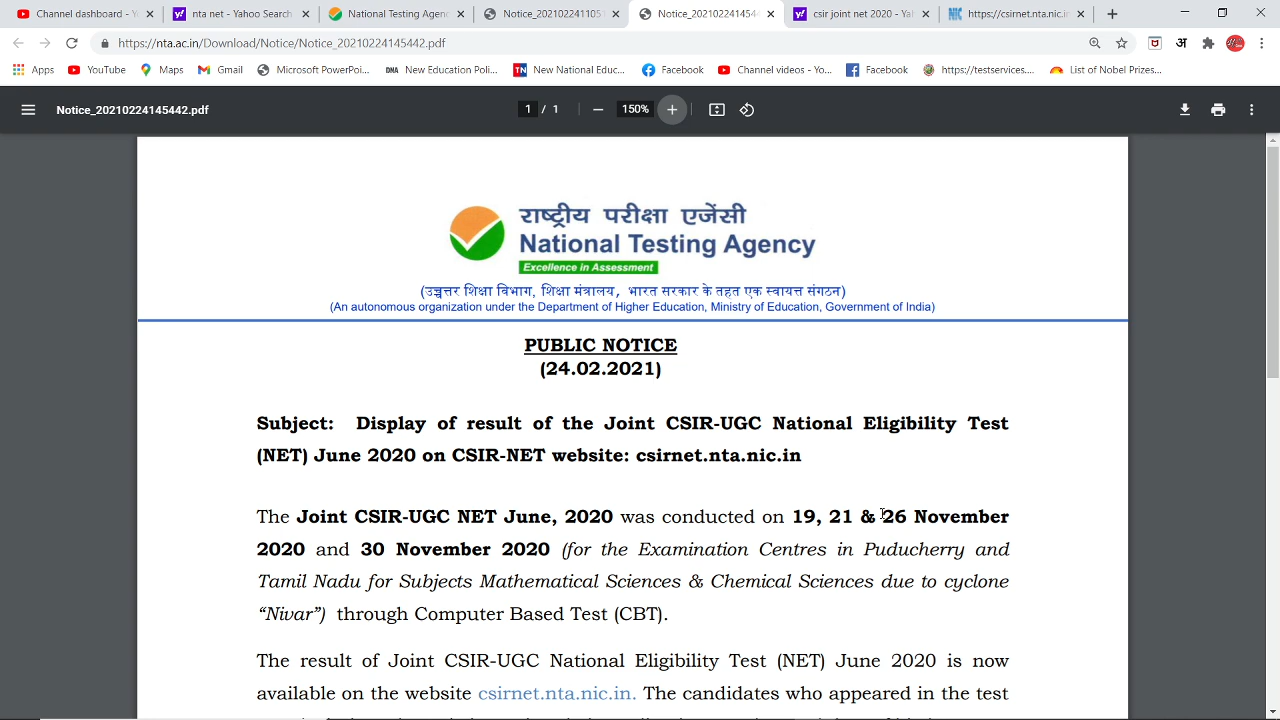 Channel dashboard - Y
nta net - Yahoo Search
National Testing Agenc
Notice_202102241105
Notice_2021022414544
csir joint net 2020 - Yah
https://csirnet.nta.nic.in
https://nta.ac.in/Download/Notice/Notice_20210224145442.pdf
अ
Apps
YouTube
Maps
Gmail
Microsoft PowerPoi...
DNA New Education Poli...
TN New National Educ...
Facebook
Channel videos - Yo...
Facebook
https://testservices....
List of Nobel Prizes...
Notice_20210224145442.pdf
1 / 1
150%
राष्ट्रीय परीक्षा एजेंसी
National Testing Agency
Excellence in Assessment
(उच्चत्तर शिक्षा विभाग, शिक्षा मंत्रालय, भारत सरकार के तहत एक स्वायत्त संगठन)
(An autonomous organization under the Department of Higher Education, Ministry of Education, Government of India)
PUBLIC NOTICE
(24.02.2021)
Subject: Display of result of the Joint CSIR-UGC National Eligibility Test
(NET) June 2020 on CSIR-NET website: csirnet.nta.nic.in
The Joint CSIR-UGC NET June, 2020 was conducted on 19, 21 & 26 November
2020 and 30 November 2020 (for the Examination Centres in Puducherry and
Tamil Nadu for Subjects Mathematical Sciences & Chemical Sciences due to cyclone
“Nivar”) through Computer Based Test (CBT).
The result of Joint CSIR-UGC National Eligibility Test (NET) June 2020 is now
available on the website csirnet.nta.nic.in. The candidates who appeared in the test